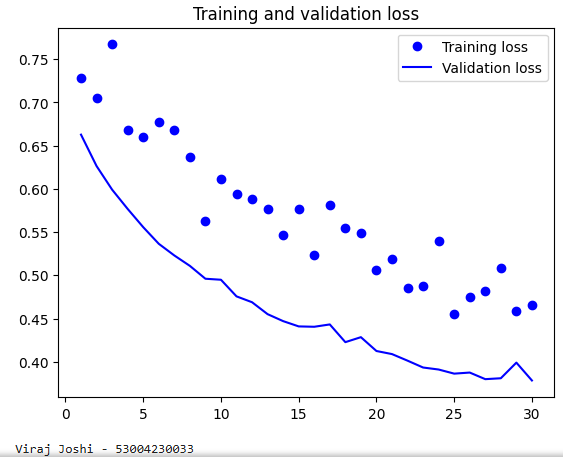 Training and validation loss
Training loss
Validation loss
0.75
0.70
0.65
0.60
0.55
0.50
0.45
0.40
0 5 10 15 20 25 30
Viraj Joshi - 53004230033